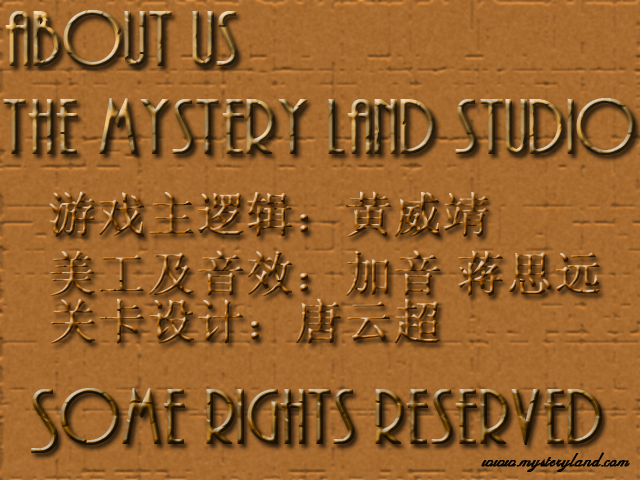 ABOUT US
THE MYSTERY LAND STUDIO
游戏主逻辑：黄威靖
美工及音效：加音 蒋思远
关卡设计：唐云超
SOME RIGHTS RESERVED
www.mysteryland.com